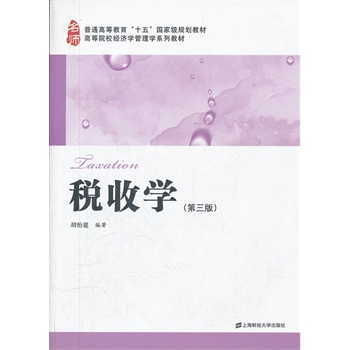 名师
普通高等教育“十五”国家级规划教材
高等院校经济学管理学系列教材
Taxation
税收学(第三版)
胡怡建 编著
上海财经大学出版社